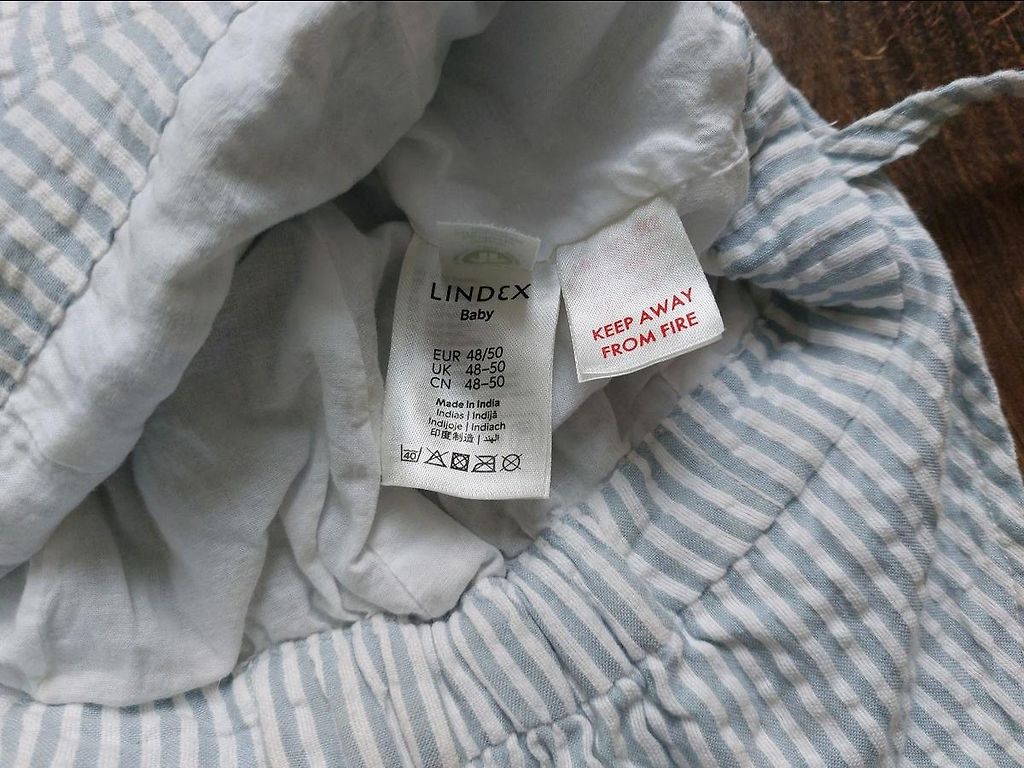 LINDEX
Baby
EUR 48/50
UK 48-50
CN 48-50
Made in India
Indias | Indijā
Indijoje | Indiach
印度制造 | الهند
40
KEEP AWAY
FROM FIRE